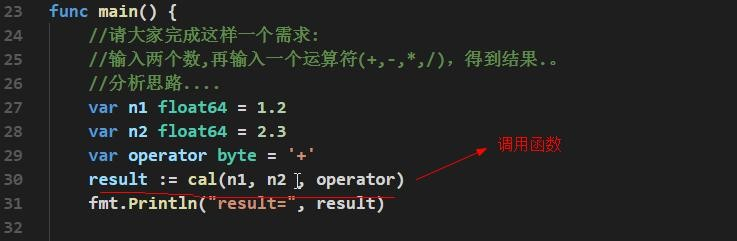 23 func main() {
24 //请大家完成这样一个需求:
25 //输入两个数,再输入一个运算符(+,-,*,/)，得到结果.。
26 //分析思路....
27 var n1 float64 = 1.2
28 var n2 float64 = 2.3
29 var operator byte = '+'
调用函数
30 result := cal(n1, n2 , operator)
31 fmt.Println("result=", result)
32